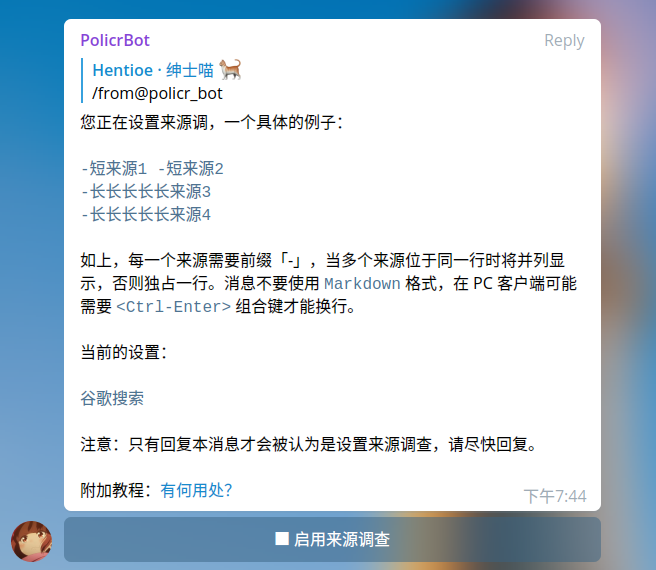 PolicrBot Reply
Hentioe · 绅士喵
/from@policr_bot
您正在设置来源调，一个具体的例子：
-短来源1 -短来源2
-长长长长长来源3
-长长长长长来源4
如上，每一个来源需要前缀「-」，当多个来源位于同一行时将并列显
示，否则独占一行。消息不要使用 Markdown 格式，在 PC 客户端可能
需要 <Ctrl-Enter> 组合键才能换行。
当前的设置：
谷歌搜索
注意：只有回复本消息才会被认为是设置来源调查，请尽快回复。
附加教程：有何用处？
下午7:44
启用来源调查